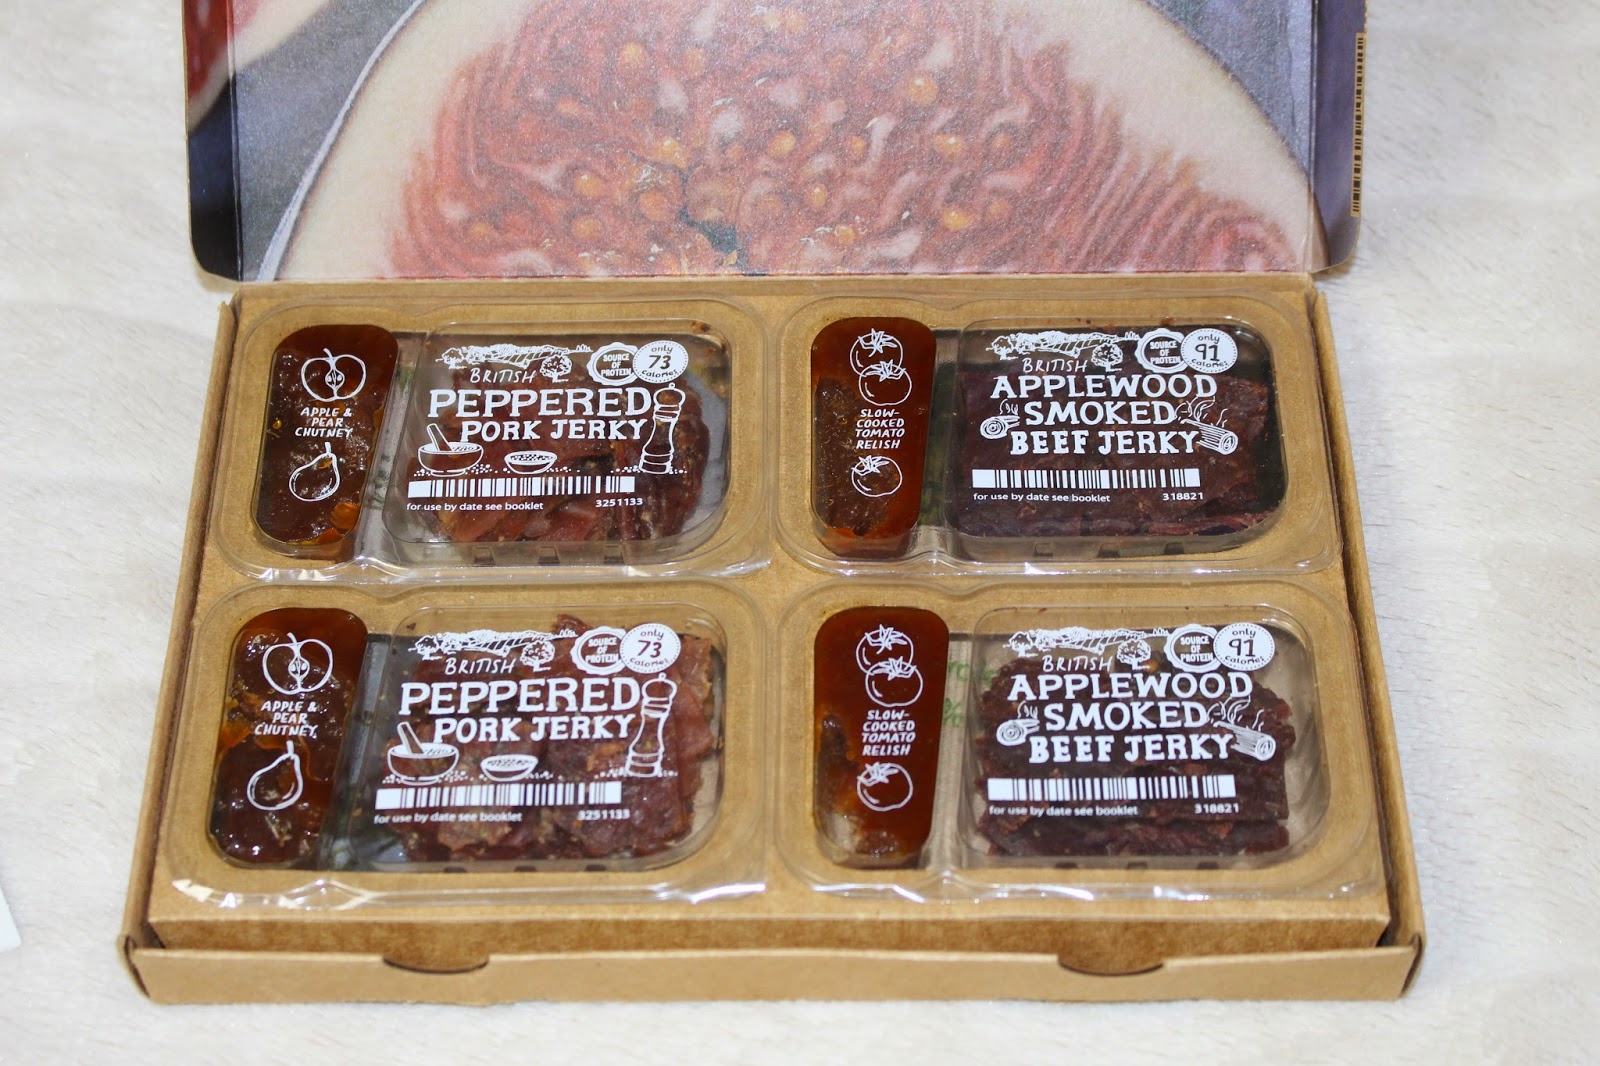 APPLE &
PEAR
CHUTNEY
BRITISH
SOURCE
OF
PROTEIN
only
73
calories
PEPPERED
PORK JERKY
for use by date see booklet 3251133
SLOW-
COOKED
TOMATO
RELISH
BRITISH
SOURCE
OF
PROTEIN
only
91
calories
APPLEWOOD
SMOKED
BEEF JERKY
for use by date see booklet 318821
APPLE &
PEAR
CHUTNEY
BRITISH
SOURCE
OF
PROTEIN
only
73
calories
PEPPERED
PORK JERKY
for use by date see booklet 3251133
SLOW-
COOKED
TOMATO
RELISH
BRITISH
SOURCE
OF
PROTEIN
only
91
calories
APPLEWOOD
SMOKED
BEEF JERKY
for use by date see booklet 318821